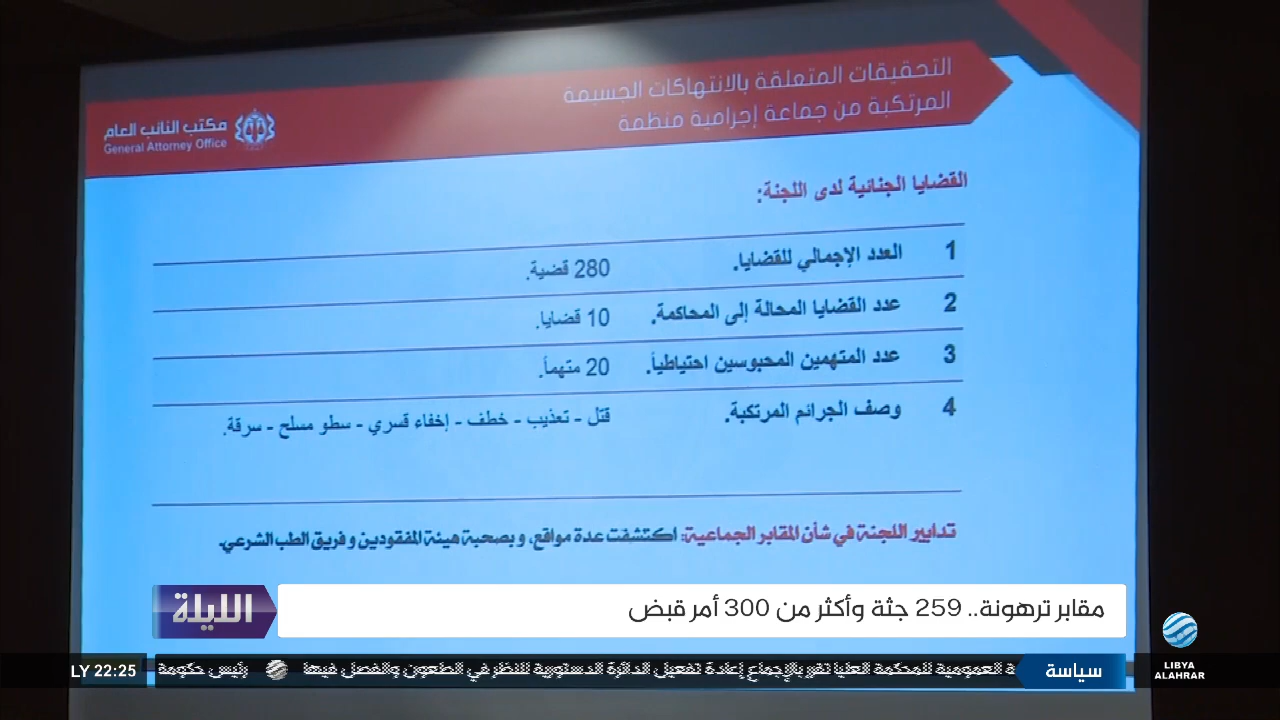 التحقيقات المتعلقة بالانتهاكات الجسيمة
المرتكبة من جماعة إجرامية منظمة
مكتب النائب العام
General Attorney Office
القضايا الجنائية لدى اللجنة:
1 العدد الإجمالي للقضايا. 280 قضية.
2 عدد القضايا المحالة إلى المحاكمة. 10 قضايا.
3 عدد المتهمين المحبوسين احتياطياً. 20 متهماً.
4 وصف الجرائم المرتكبة. قتل - تعذيب - خطف - إخفاء قسري - سطو مسلح - سرقة.
تدابير اللجنة في شأن المقابر الجماعية: اكتشفت عدة مواقع، و بصحبة هيئة المفقودين و فريق الطب الشرعي.
الليلة
مقابر ترهونة.. 259 جثة وأكثر من 300 أمر قبض
سياسة
العمومية للمحكمة العليا تقرر بالإجماع إعادة تفعيل الدائرة الدستورية للنظر في الطعون والفصل فيها
رئيس حكومة
LY 22:25
LIBYA
ALAHRAR